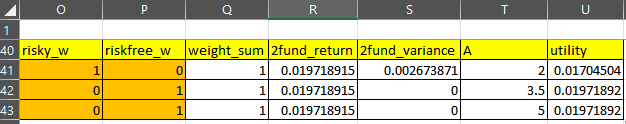 O P Q R S T U
1
40 risky_w riskfree_w weight_sum 2fund_return 2fund_variance A utility
41 1 0 1 0.019718915 0.002673871 2 0.01704504
42 0 1 1 0.019718915 0 3.5 0.01971892
43 0 1 1 0.019718915 0 5 0.01971892